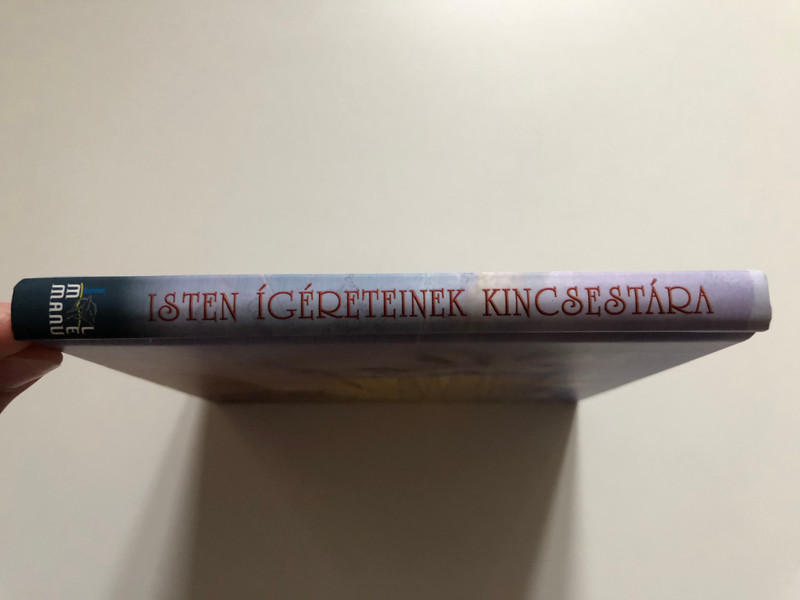 ISTEN ÍGÉRETEINEK KINCSESTÁRA